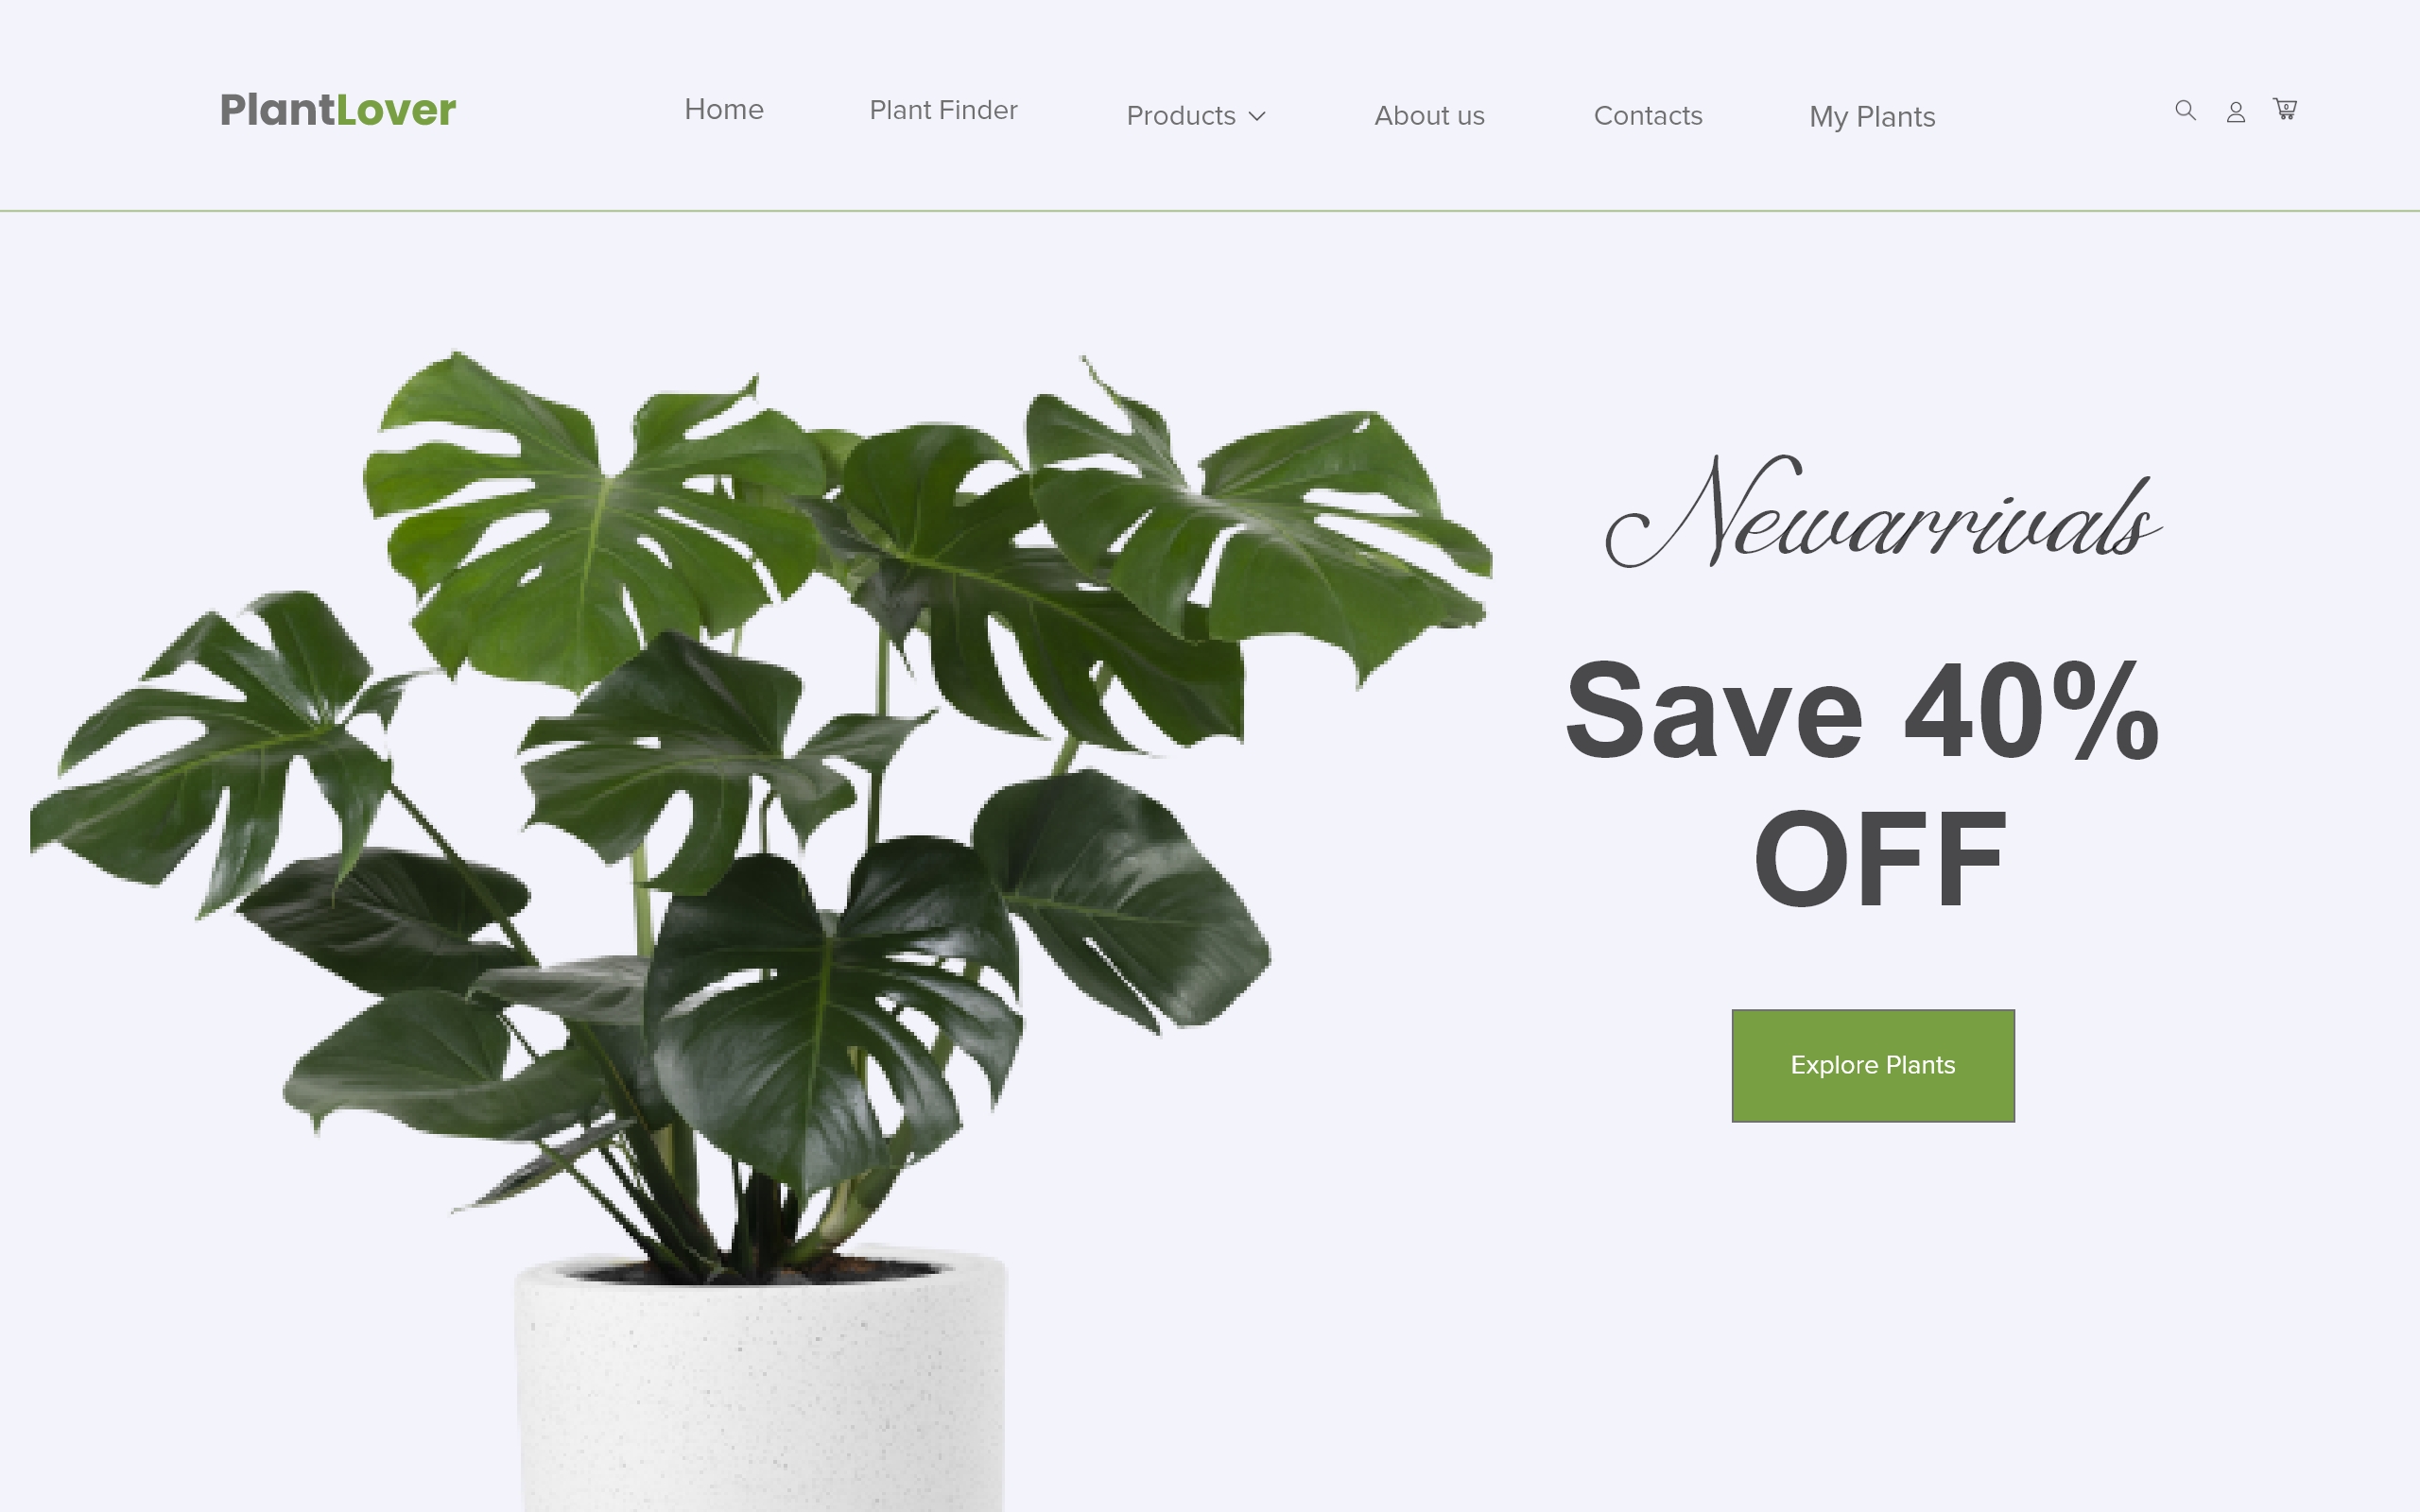 PlantLover
Home
Plant Finder
Products
About us
Contacts
My Plants
0
Newarrivals
Save 40%
OFF
Explore Plants